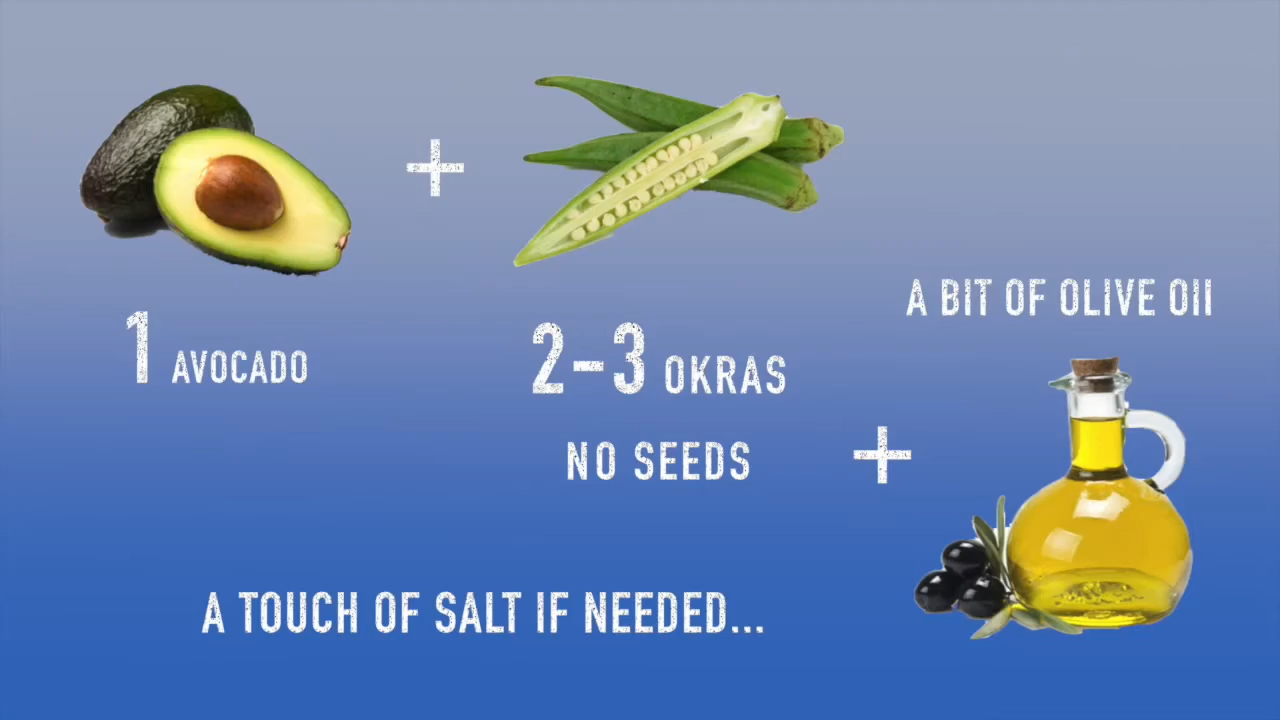 1 AVOCADO
+
2-3 OKRAS
NO SEEDS
+
A BIT OF OLIVE OIl
A TOUCH OF SALT IF NEEDED...